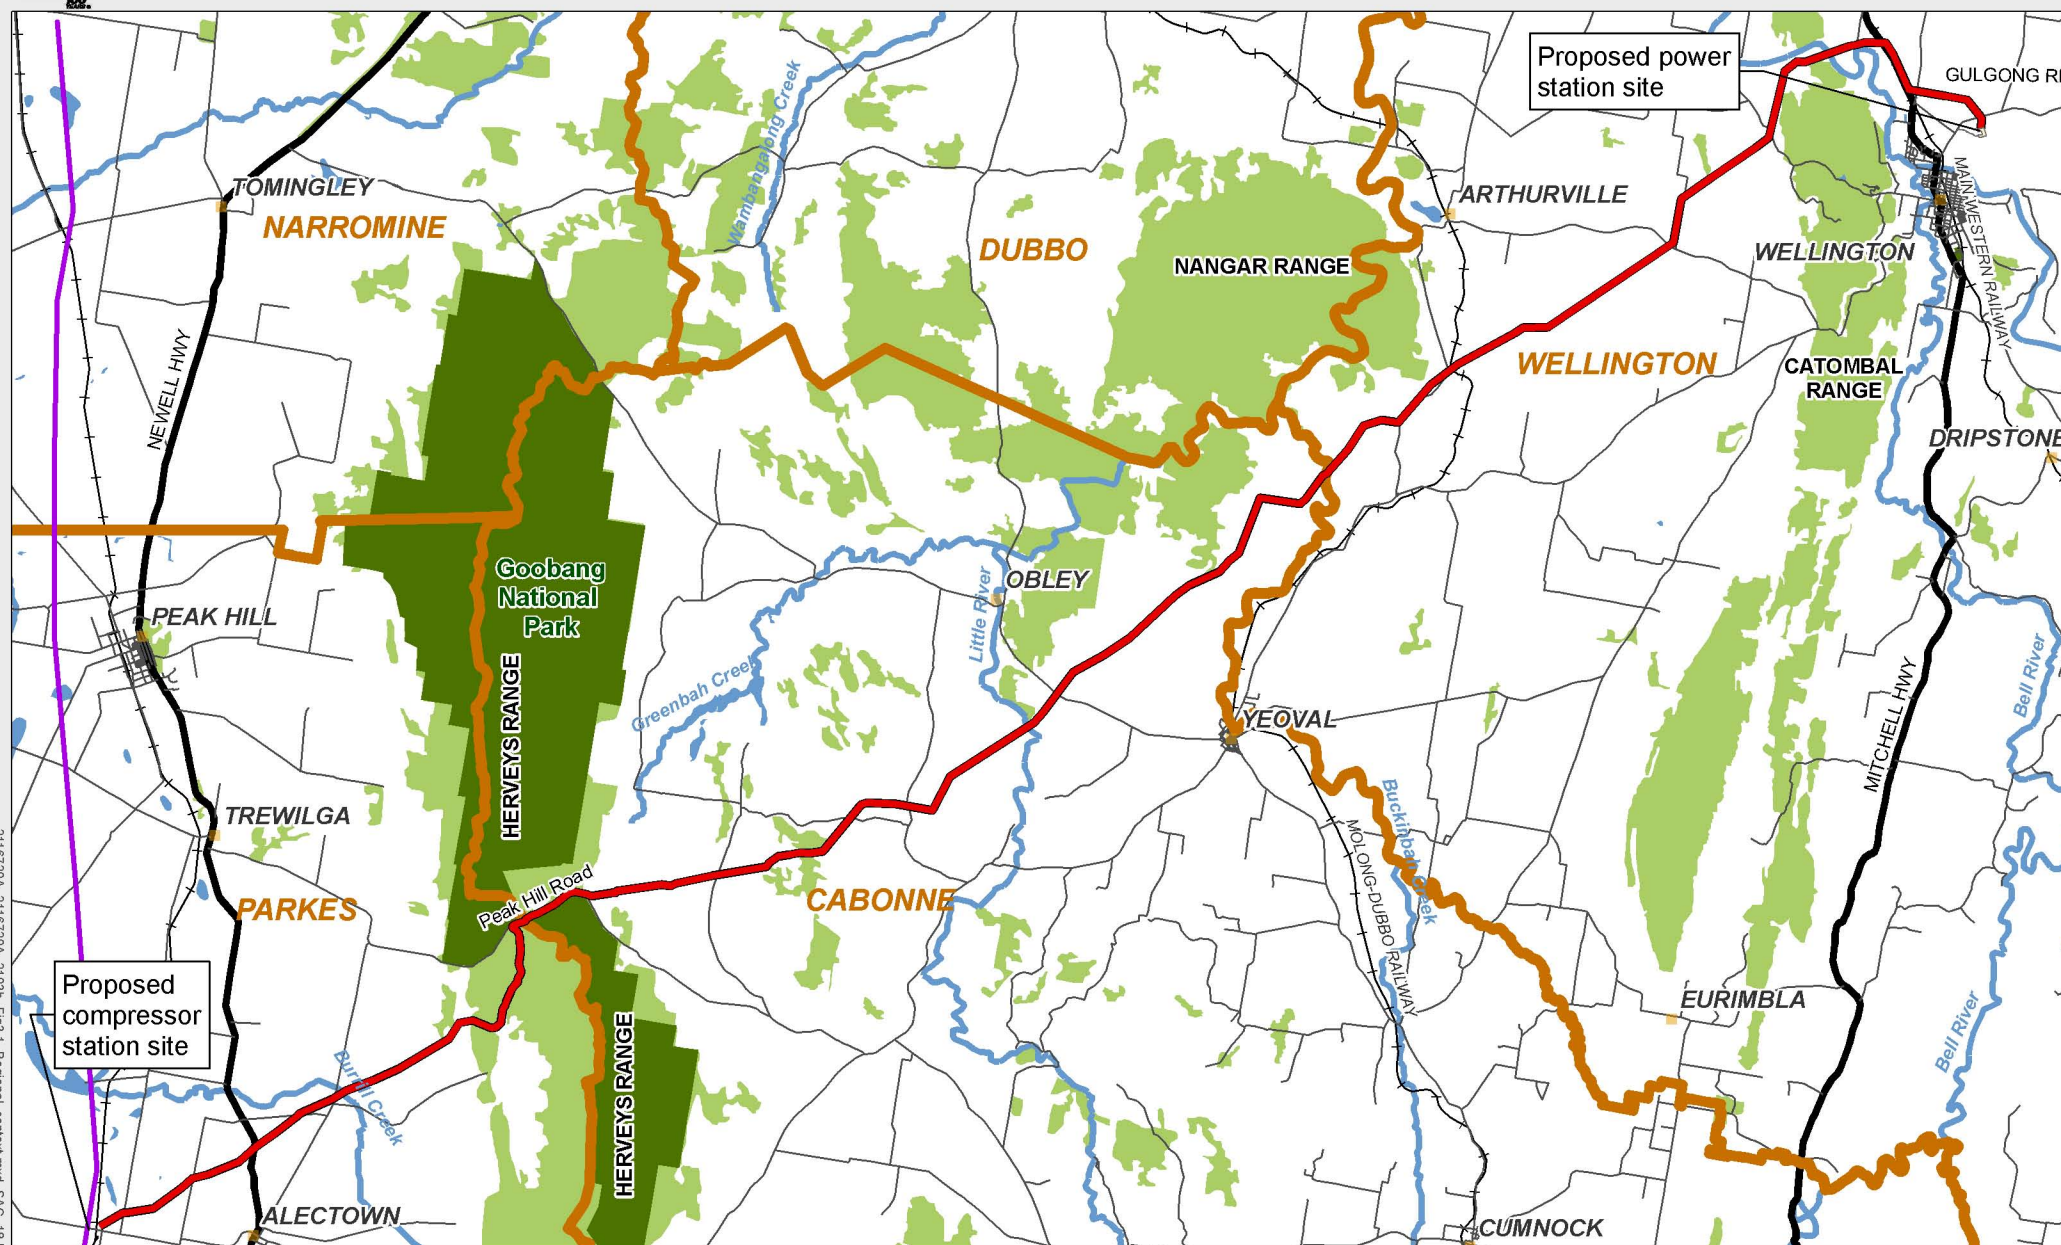 Proposed power
station site
GULGONG R
Wambangalong Creek
TOMINGLEY
NARROMINE
DUBBO
NANGAR RANGE
ARTHURVILLE
MAIN WESTERN RAILWAY
WELLINGTON
NEWELL HWY
WELLINGTON
CATOMBAL
RANGE
DRIPSTONE
Goobang
National
Park
OBLEY
Little River
PEAK HILL
HERVEYS RANGE
Greenbah Creek
YEOVAL
MITCHELL HWY
Bell River
TREWILGA
Buckinbah Creek
MOLONG-DUBBO RAILWAY
Peak Hill Road
PARKES
CABONNE
Proposed
compressor
station site
EURIMBLA
Burrill Creek
HERVEYS RANGE
Bell River
ALECTOWN
CUMNOCK